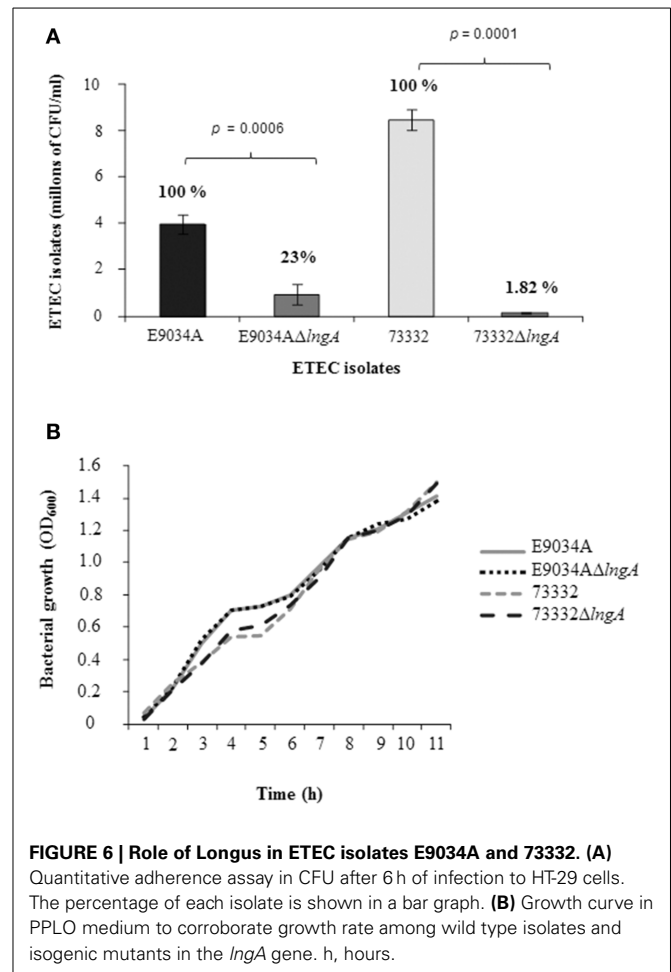 A
p = 0.0001
100 %
p = 0.0006
100 %
23%
1.82 %
10
8
6
4
2
0
ETEC isolates (millons of CFU/ml)
E9034A E9034AΔlngA 73332 73332ΔlngA
ETEC isolates
B
1.6
1.4
1.2
1.0
0.8
0.6
0.4
0.2
0
Bacterial growth (OD600)
1 2 3 4 5 6 7 8 9 10 11
Time (h)
E9034A
E9034AΔlngA
73332
73332ΔlngA
FIGURE 6 | Role of Longus in ETEC isolates E9034A and 73332. (A)
Quantitative adherence assay in CFU after 6 h of infection to HT-29 cells.
The percentage of each isolate is shown in a bar graph. (B) Growth curve in
PPLO medium to corroborate growth rate among wild type isolates and
isogenic mutants in the lngA gene. h, hours.